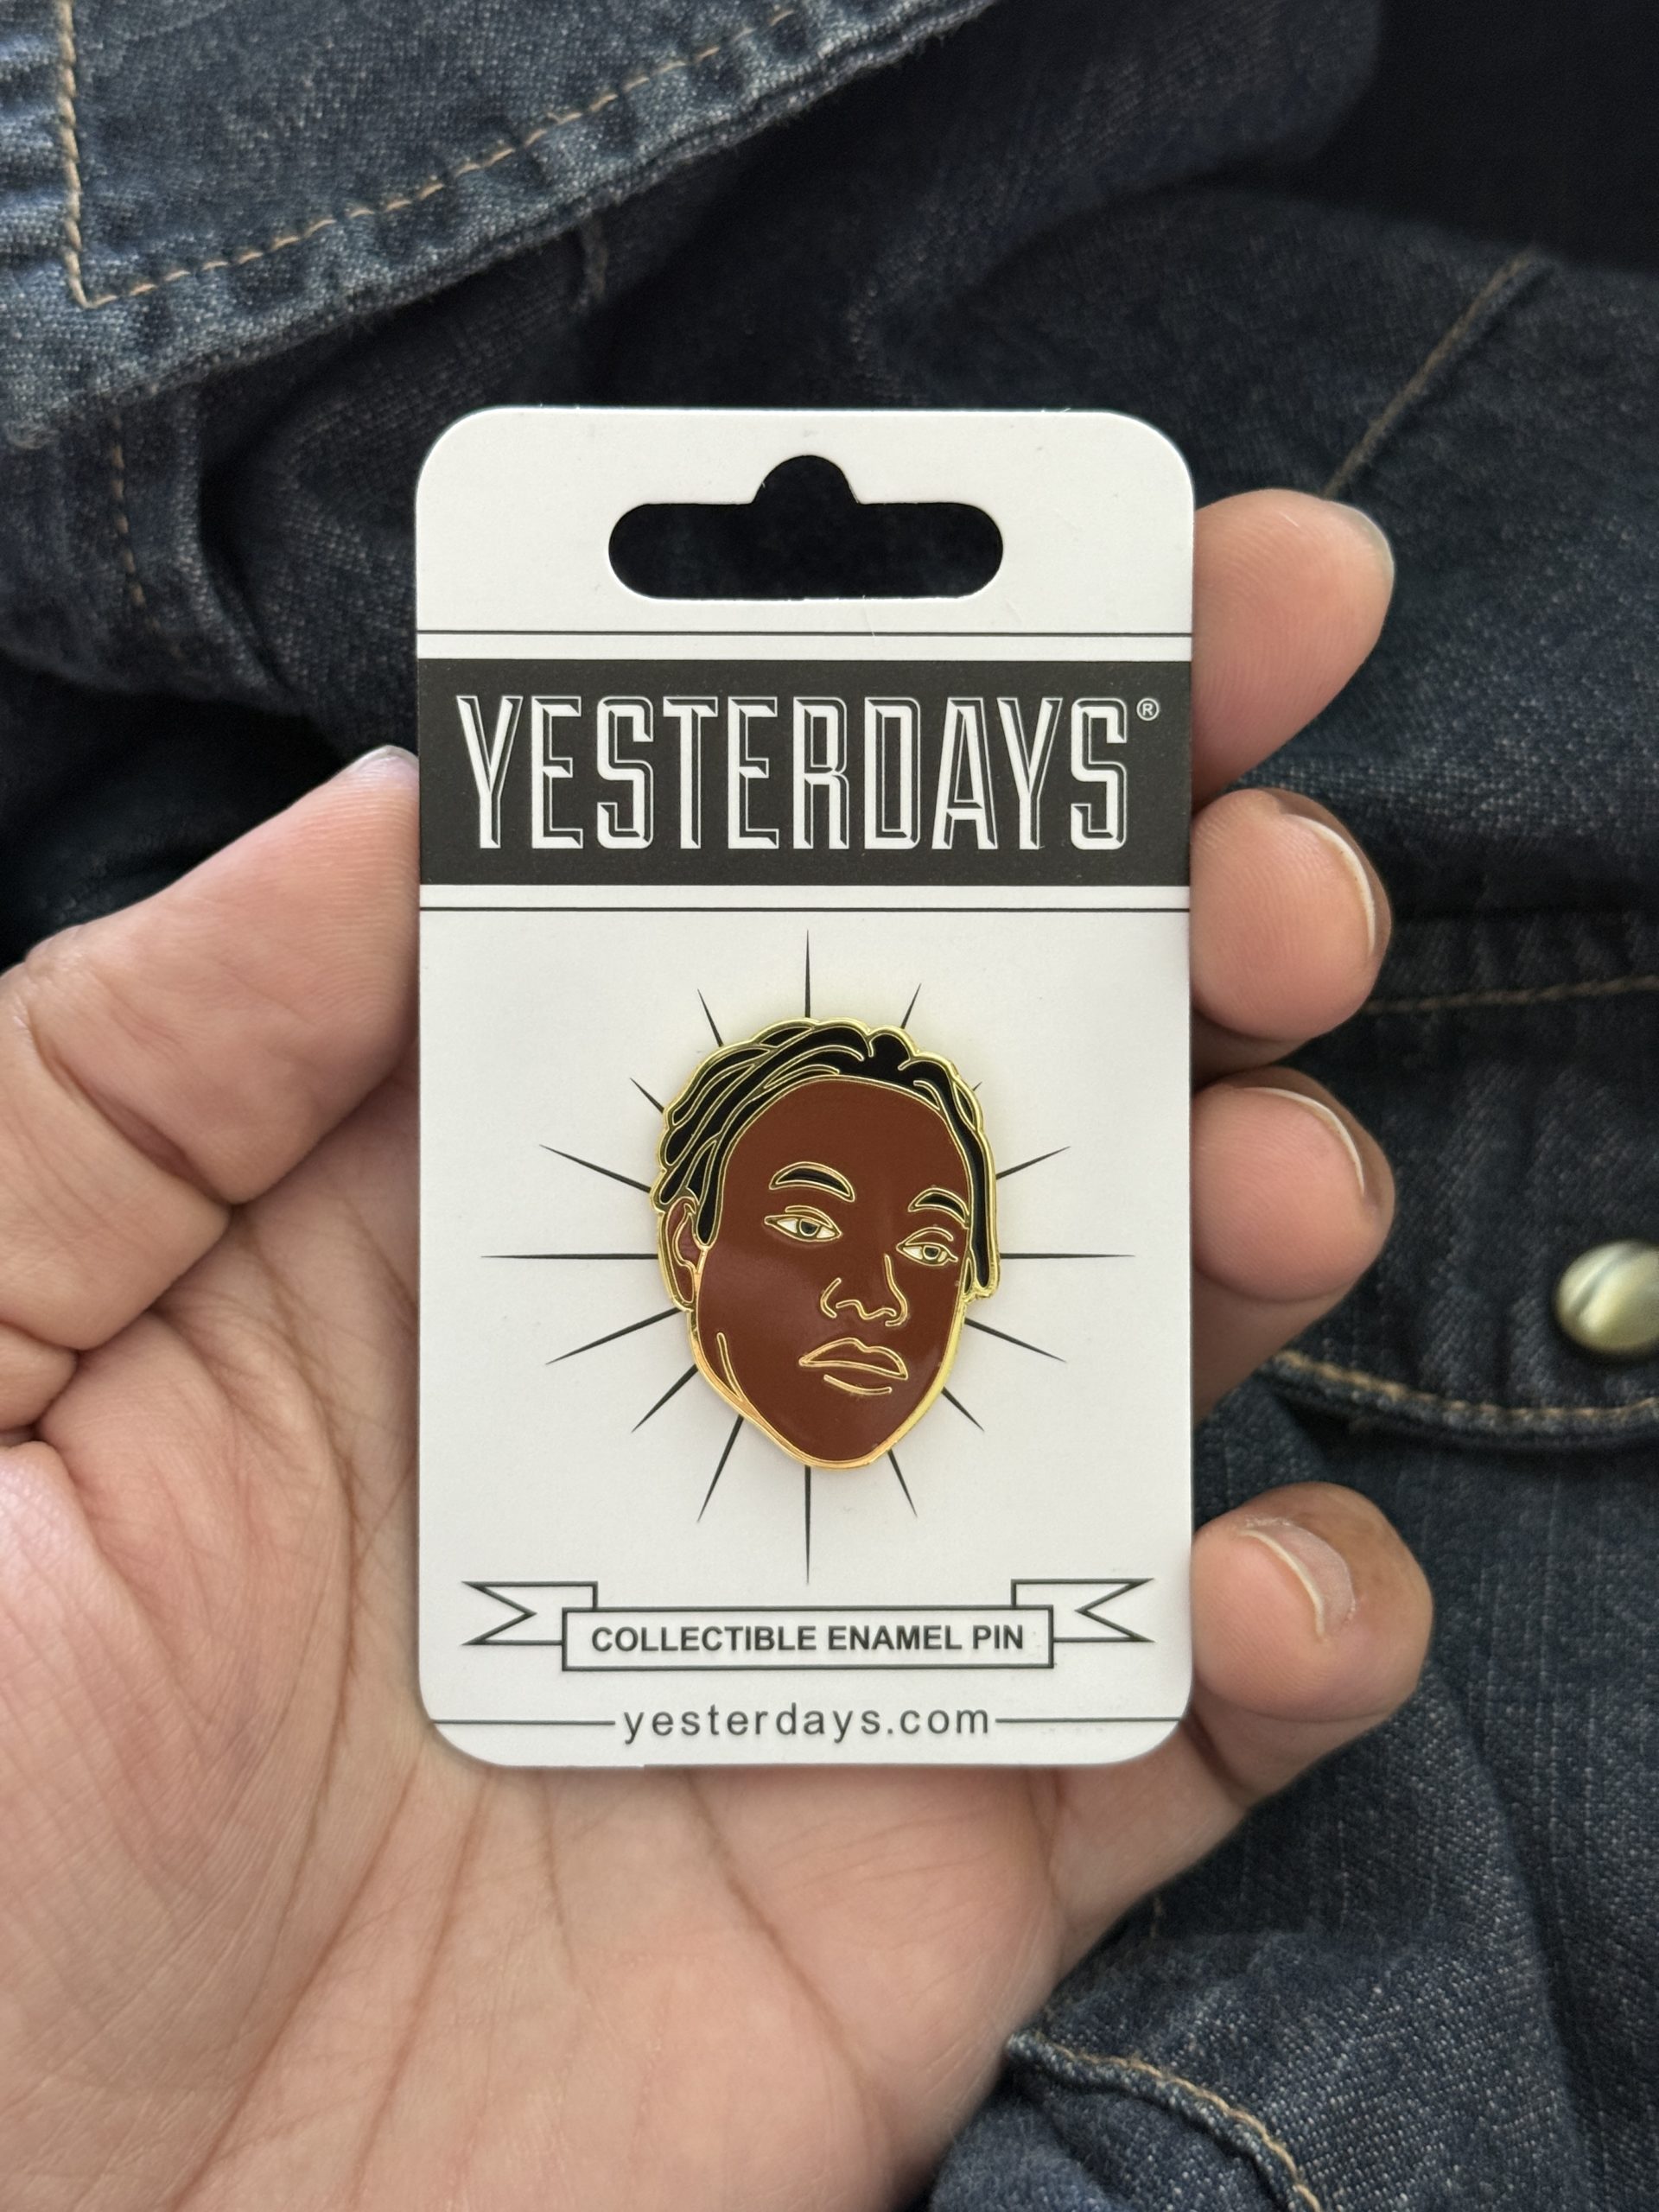 YESTERDAYS®
COLLECTIBLE ENAMEL PIN
yesterdays.com